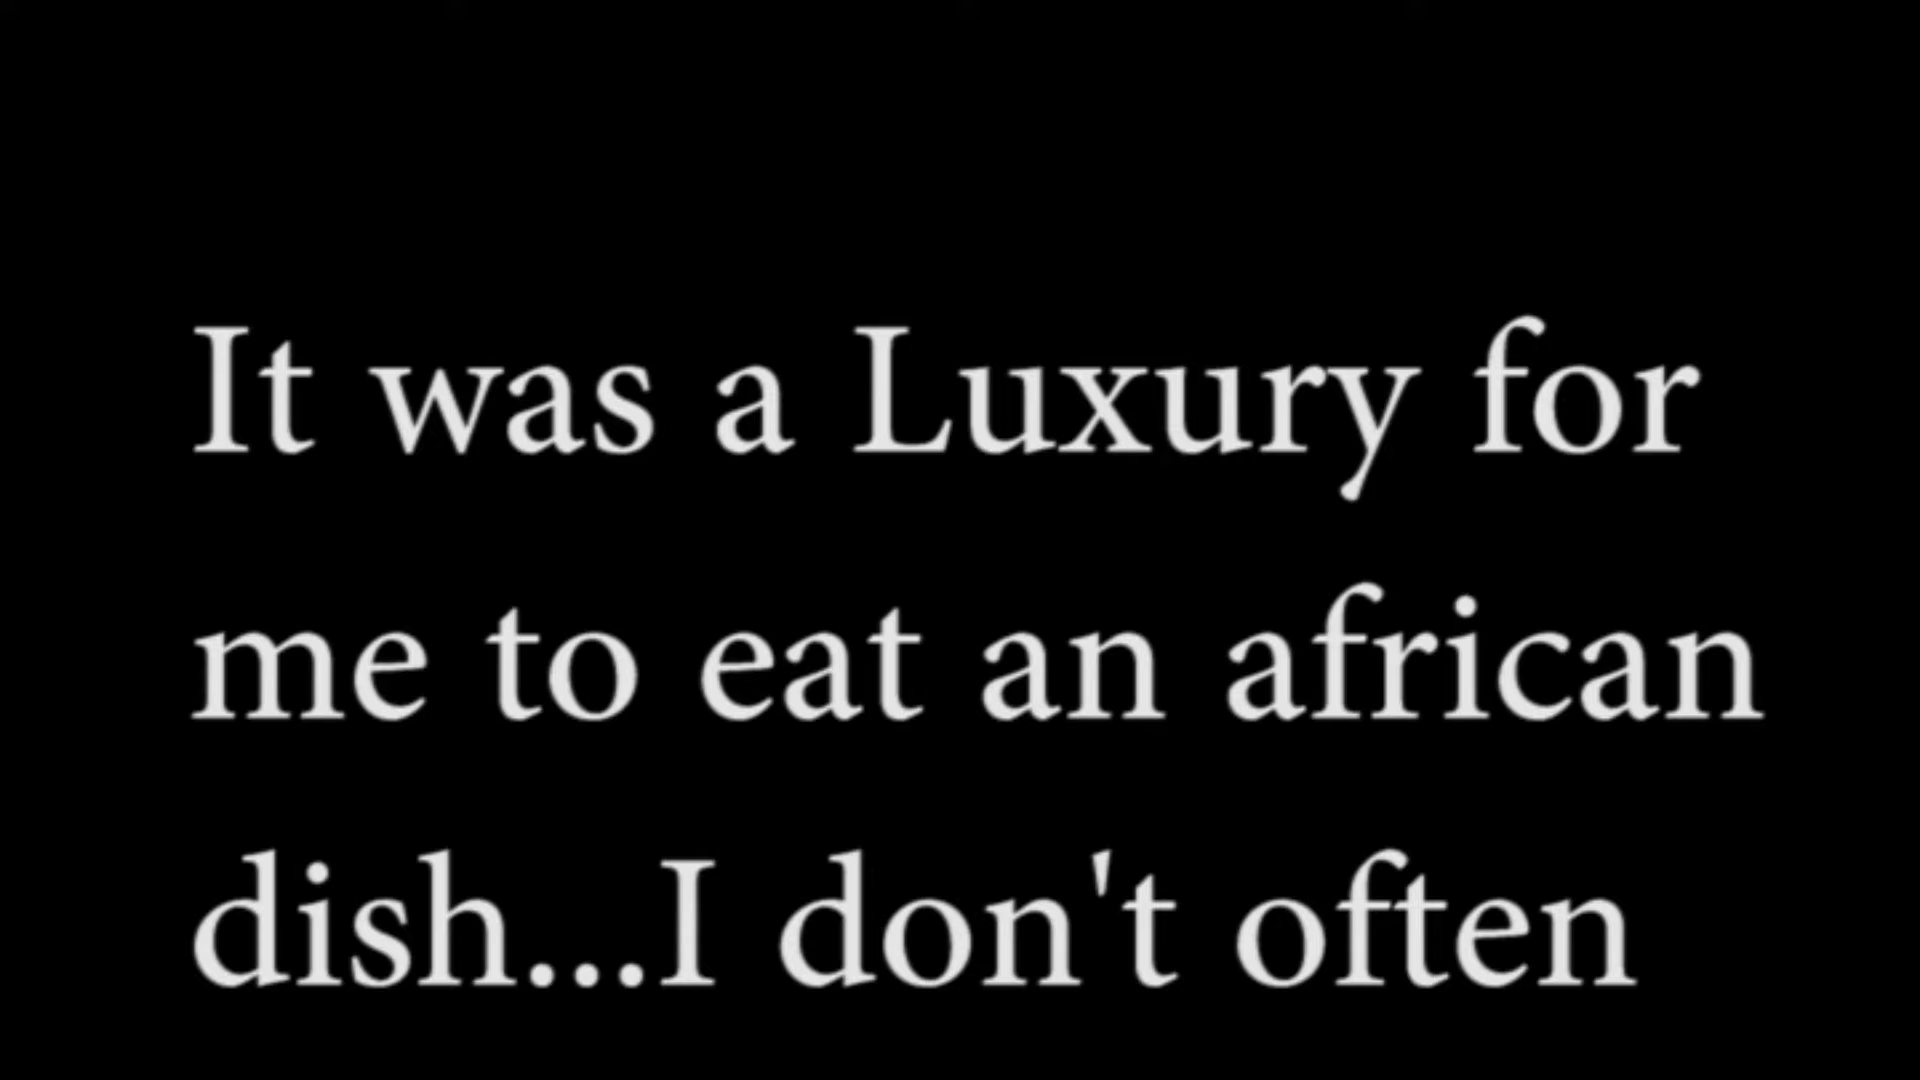 It was a Luxury for
me to eat an african
dish...I don't often